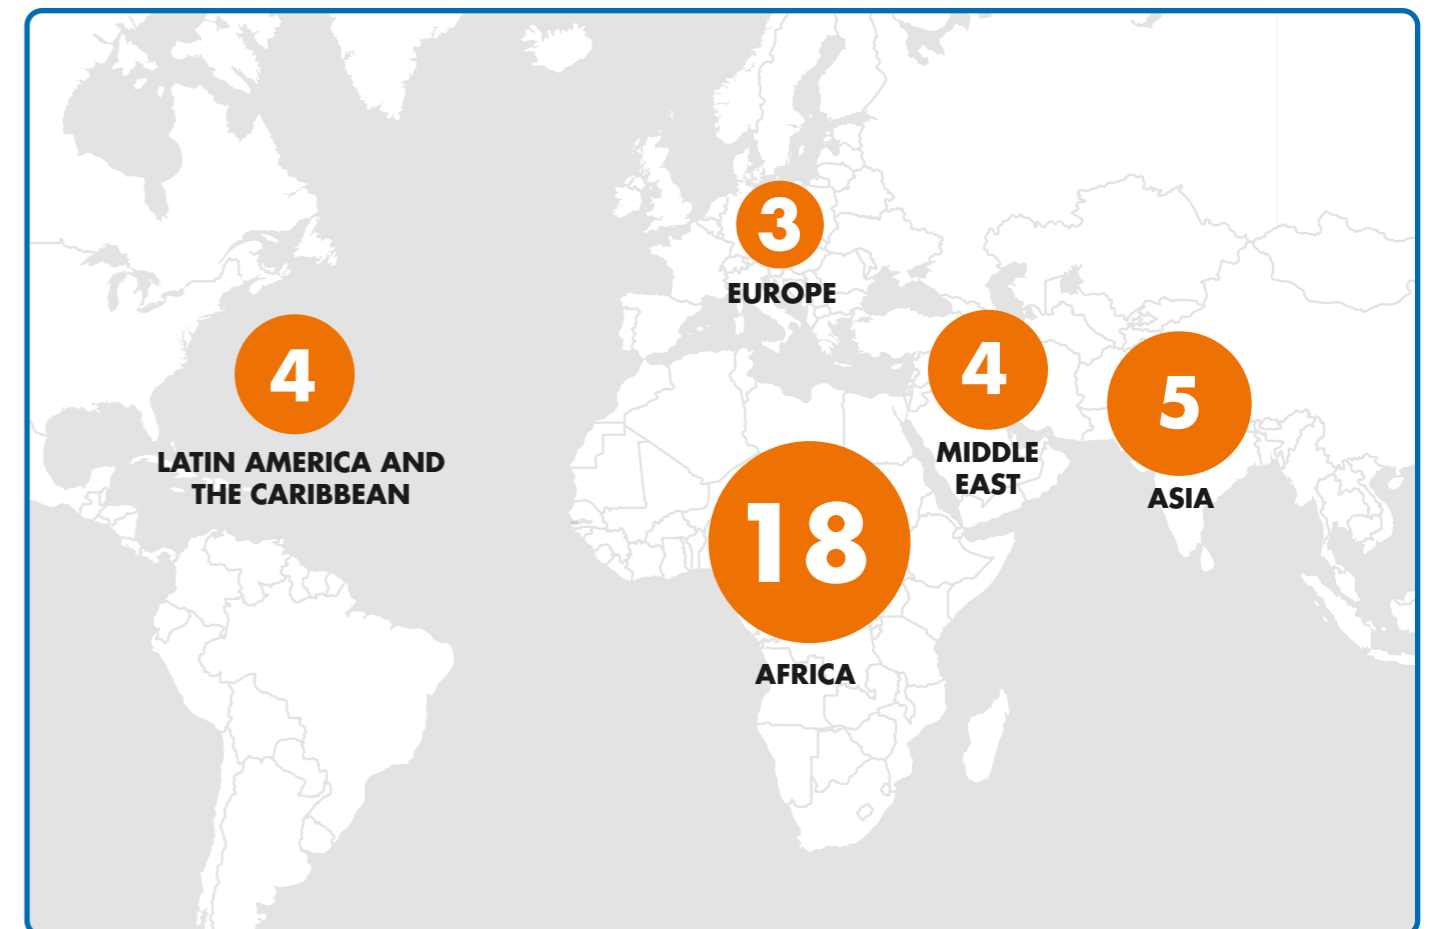 3
EUROPE
4
LATIN AMERICA AND
THE CARIBBEAN
4
MIDDLE
EAST
5
ASIA
18
AFRICA